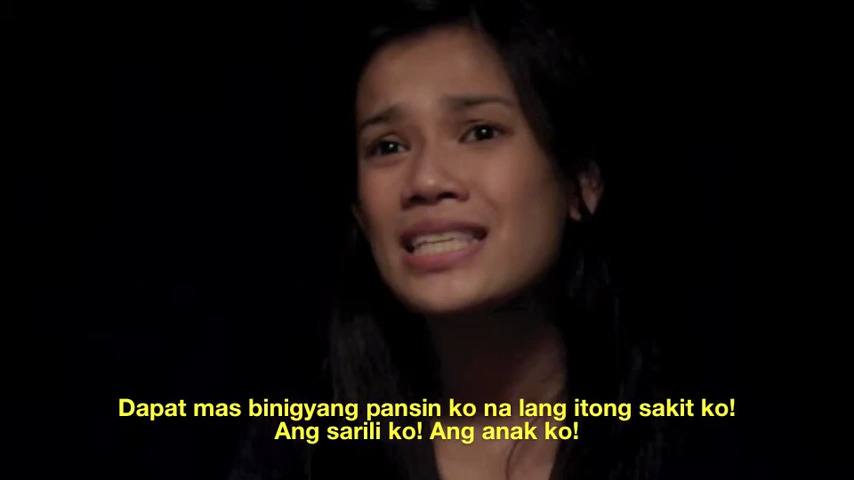 Dapat mas binigyang pansin ko na lang itong sakit ko!
Ang sarili ko! Ang anak ko!